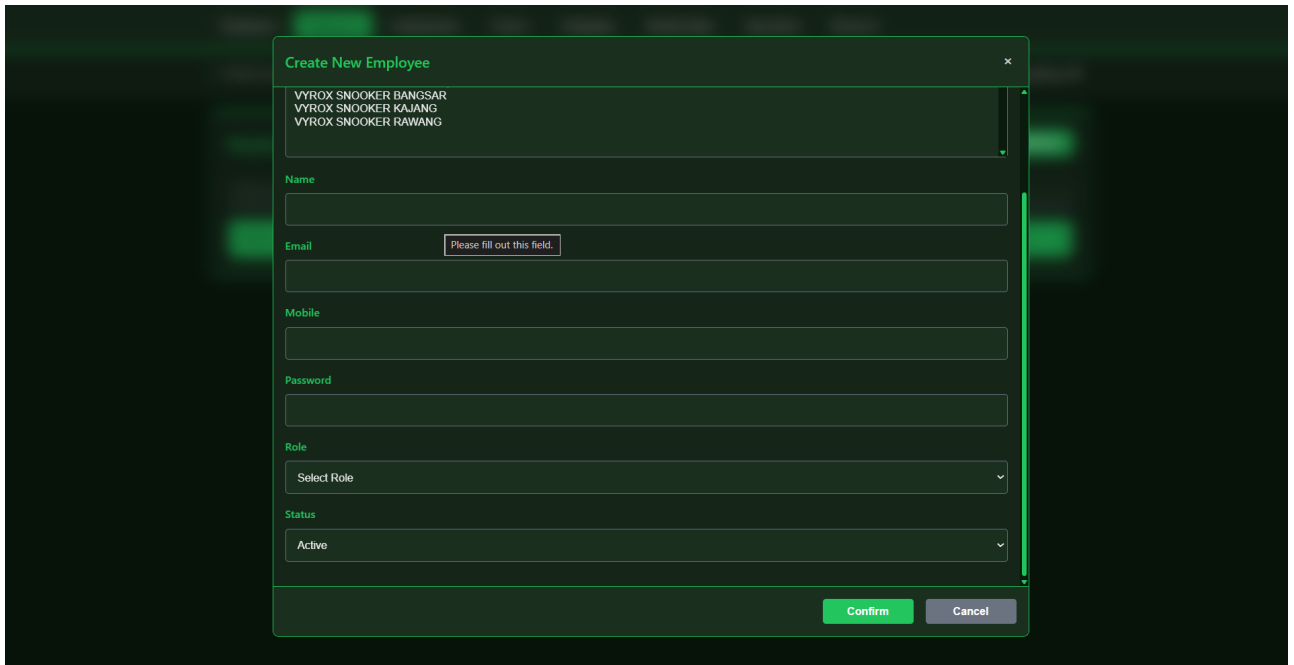 Create New Employee
×
VYROX SNOOKER BANGSAR
VYROX SNOOKER KAJANG
VYROX SNOOKER RAWANG
Name
Email
Please fill out this field.
Mobile
Password
Role
Select Role
Status
Active
Confirm
Cancel